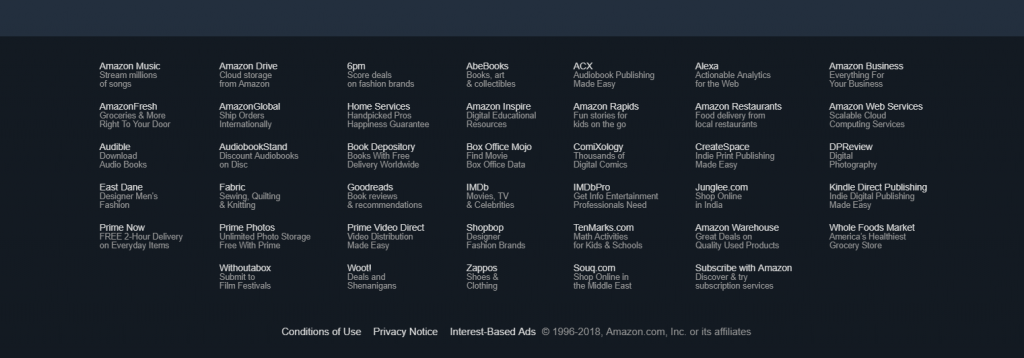 Amazon Music
Stream millions
of songs
Amazon Drive
Cloud storage
from Amazon
6pm
Score deals
on fashion brands
AbeBooks
Books, art
& collectibles
ACX
Audiobook Publishing
Made Easy
Alexa
Actionable Analytics
for the Web
Amazon Business
Everything For
Your Business
AmazonFresh
Groceries & More
Right To Your Door
AmazonGlobal
Ship Orders
Internationally
Home Services
Handpicked Pros
Happiness Guarantee
Amazon Inspire
Digital Educational
Resources
Amazon Rapids
Fun stories for
kids on the go
Amazon Restaurants
Food delivery from
local restaurants
Amazon Web Services
Scalable Cloud
Computing Services
Audible
Download
Audio Books
AudiobookStand
Discount Audiobooks
on Disc
Book Depository
Books With Free
Delivery Worldwide
Box Office Mojo
Find Movie
Box Office Data
ComiXology
Thousands of
Digital Comics
CreateSpace
Indie Print Publishing
Made Easy
DPReview
Digital
Photography
East Dane
Designer Men's
Fashion
Fabric
Sewing, Quilting
& Knitting
Goodreads
Book reviews
& recommendations
IMDb
Movies, TV
& Celebrities
IMDbPro
Get Info Entertainment
Professionals Need
Junglee.com
Shop Online
in India
Kindle Direct Publishing
Indie Digital Publishing
Made Easy
Prime Now
FREE 2-Hour Delivery
on Everyday Items
Prime Photos
Unlimited Photo Storage
Free With Prime
Prime Video Direct
Video Distribution
Made Easy
Shopbop
Designer
Fashion Brands
TenMarks.com
Math Activities
for Kids & Schools
Amazon Warehouse
Great Deals on
Quality Used Products
Whole Foods Market
America's Healthiest
Grocery Store
Withoutabox
Submit to
Film Festivals
Woot!
Deals and
Shenanigans
Zappos
Shoes &
Clothing
Souq.com
Shop Online in
the Middle East
Subscribe with Amazon
Discover & try
subscription services
Conditions of Use Privacy Notice Interest-Based Ads © 1996-2018, Amazon.com, Inc. or its affiliates